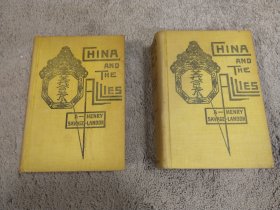 CHINA
AND
THE
ALLIES
A—HENRY
SAVAGE-LANDOR
CHINA
AND
THE
ALLIES
A—HENRY
SAVAGE-LANDOR